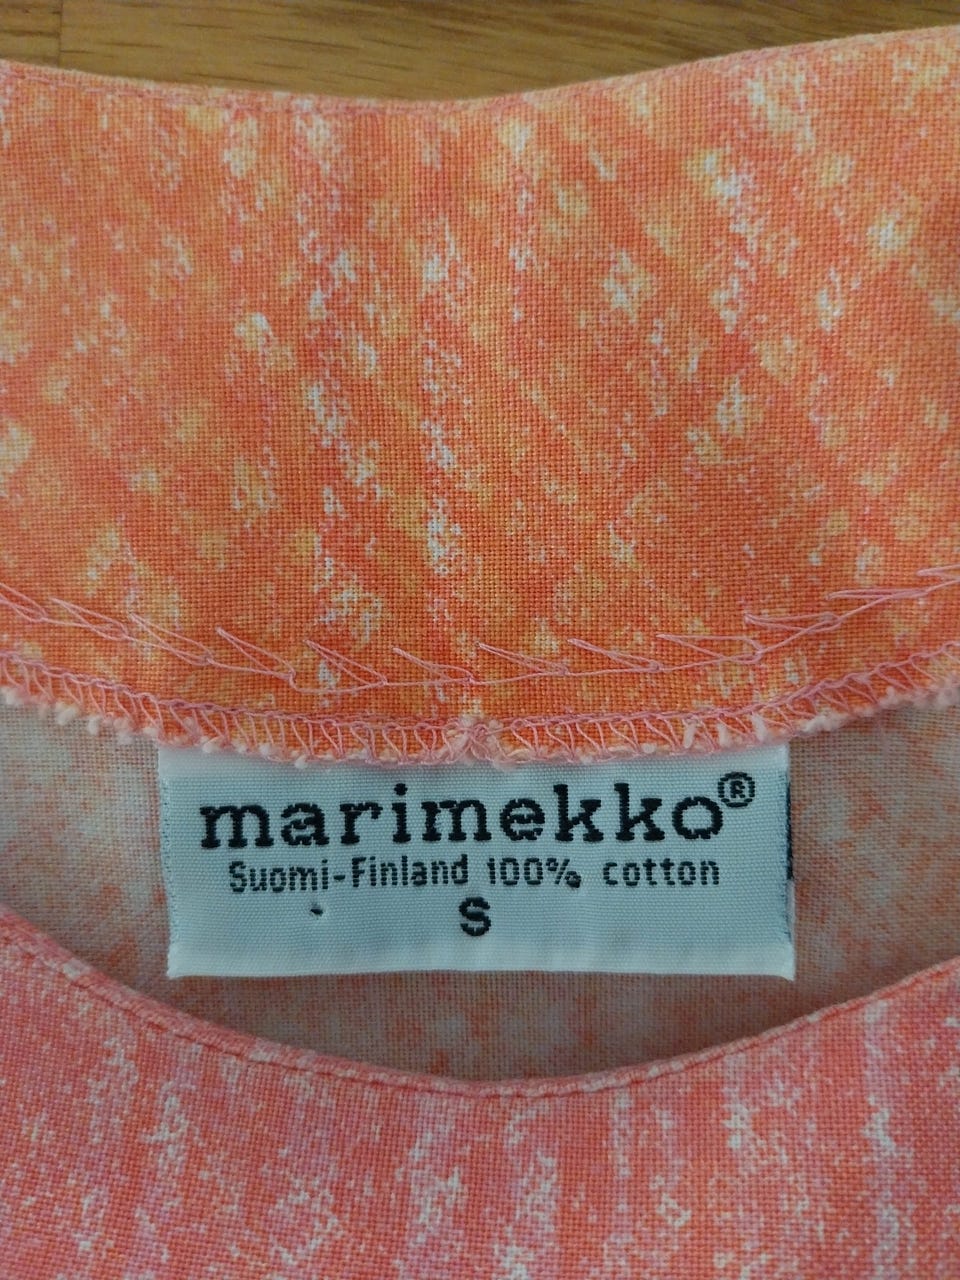 marimekko®
Suomi-Finland 100% cotton
S